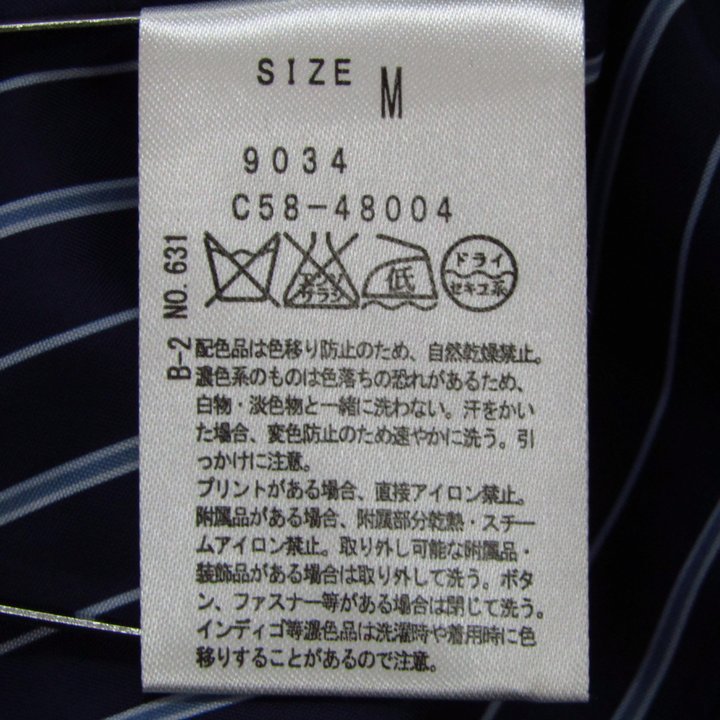 SIZE M
9034
C58-48004
B-2 NO.631
エンソ
サラシ
低
ドライ
セキユ系
配色品は色移り防止のため、自然乾燥禁止。
濃色系のものは色落ちの恐れがあるため、
白物・淡色物と一緒に洗わない。汗をかい
た場合、変色防止のため速やかに洗う。引
っかけに注意。
プリントがある場合、直接アイロン禁止。
附属品がある場合、附属部分乾熱・スチー
ムアイロン禁止。取り外し可能な附属品・
装飾品がある場合は取り外して洗う。ボタ
ン、ファスナー等がある場合は閉じて洗う。
インディゴ等濃色品は洗濯時や着用時に色
移りすることがあるので注意。